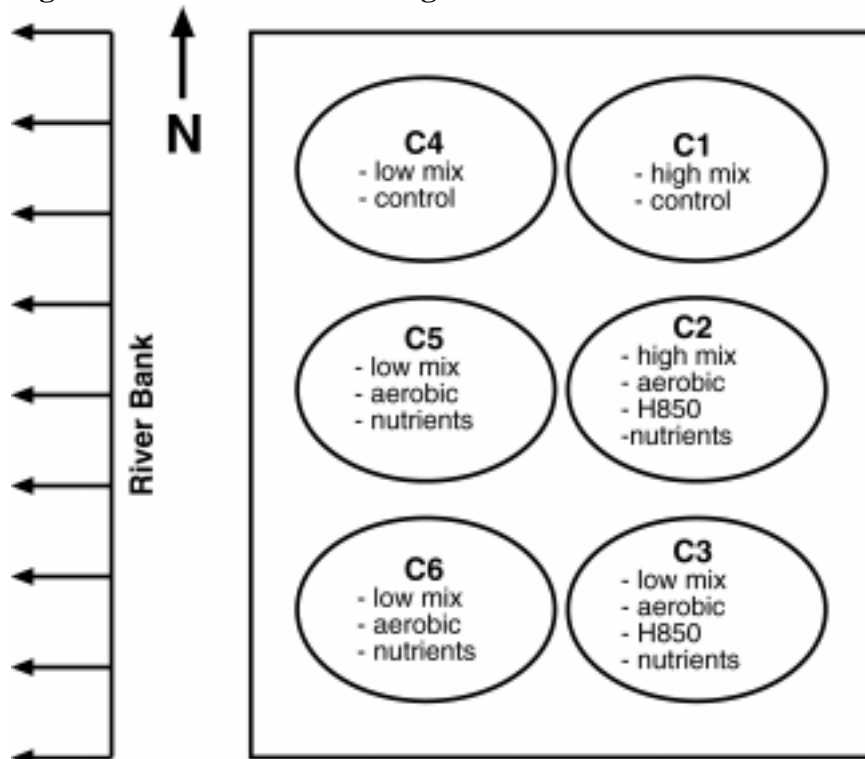 N
River Bank
C4
- low mix
- control
C1
- high mix
- control
C5
- low mix
- aerobic
- nutrients
C2
- high mix
- aerobic
- H850
-nutrients
C6
- low mix
- aerobic
- nutrients
C3
- low mix
- aerobic
- H850
- nutrients